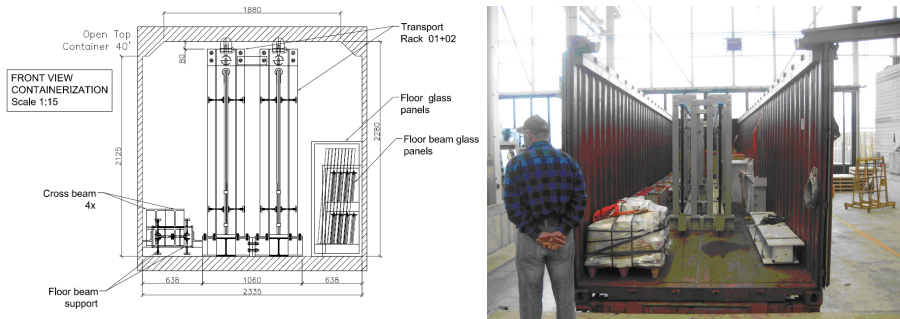 1880
Open Top
Container 40'
Transport
Rack 01+02
80
FRONT VIEW
CONTAINERIZATION
Scale 1:15
Floor glass
panels
Floor beam glass
panels
2125
2280
Cross beam
4x
Floor beam
support
638
1060
638
2335